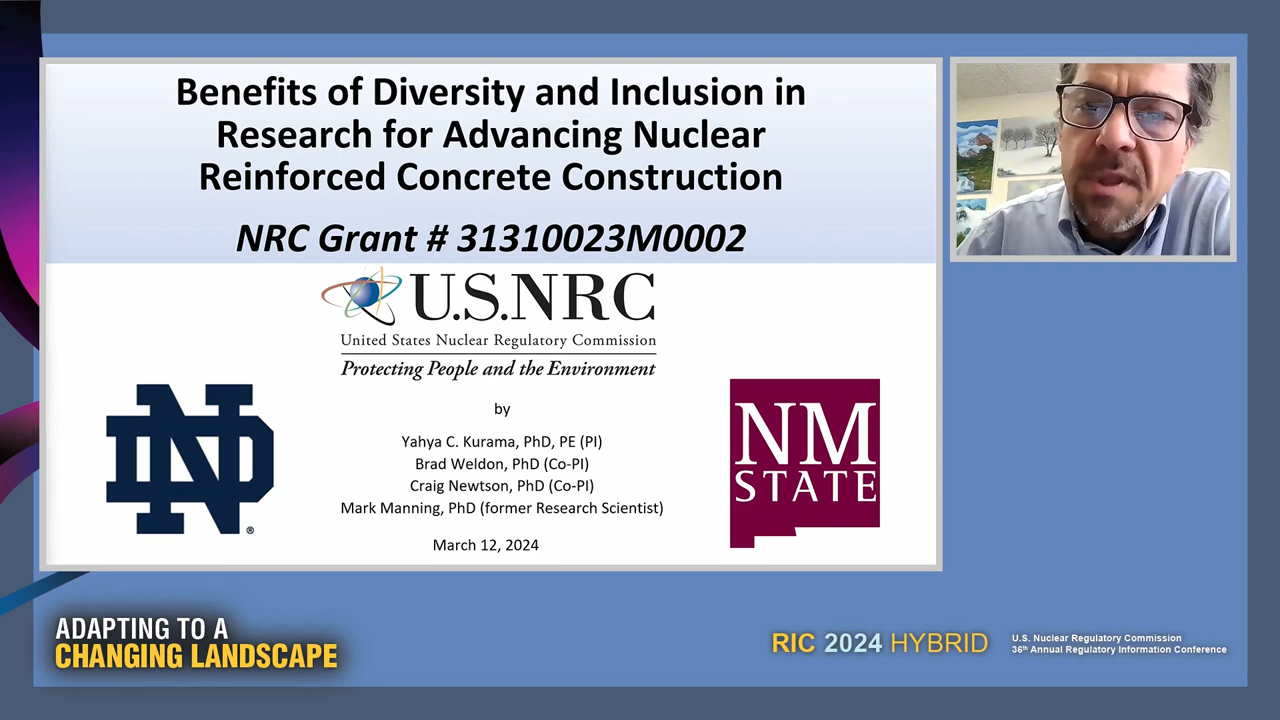 Benefits of Diversity and Inclusion in
Research for Advancing Nuclear
Reinforced Concrete Construction
NRC Grant # 31310023M0002
U.S.NRC
United States Nuclear Regulatory Commission
Protecting People and the Environment
ND
®
NM
STATE
by
Yahya C. Kurama, PhD, PE (PI)
Brad Weldon, PhD (Co-PI)
Craig Newtson, PhD (Co-PI)
Mark Manning, PhD (former Research Scientist)
March 12, 2024
ADAPTING TO A
CHANGING LANDSCAPE
RIC 2024 HYBRID
U.S. Nuclear Regulatory Commission
36th Annual Regulatory Information Conference